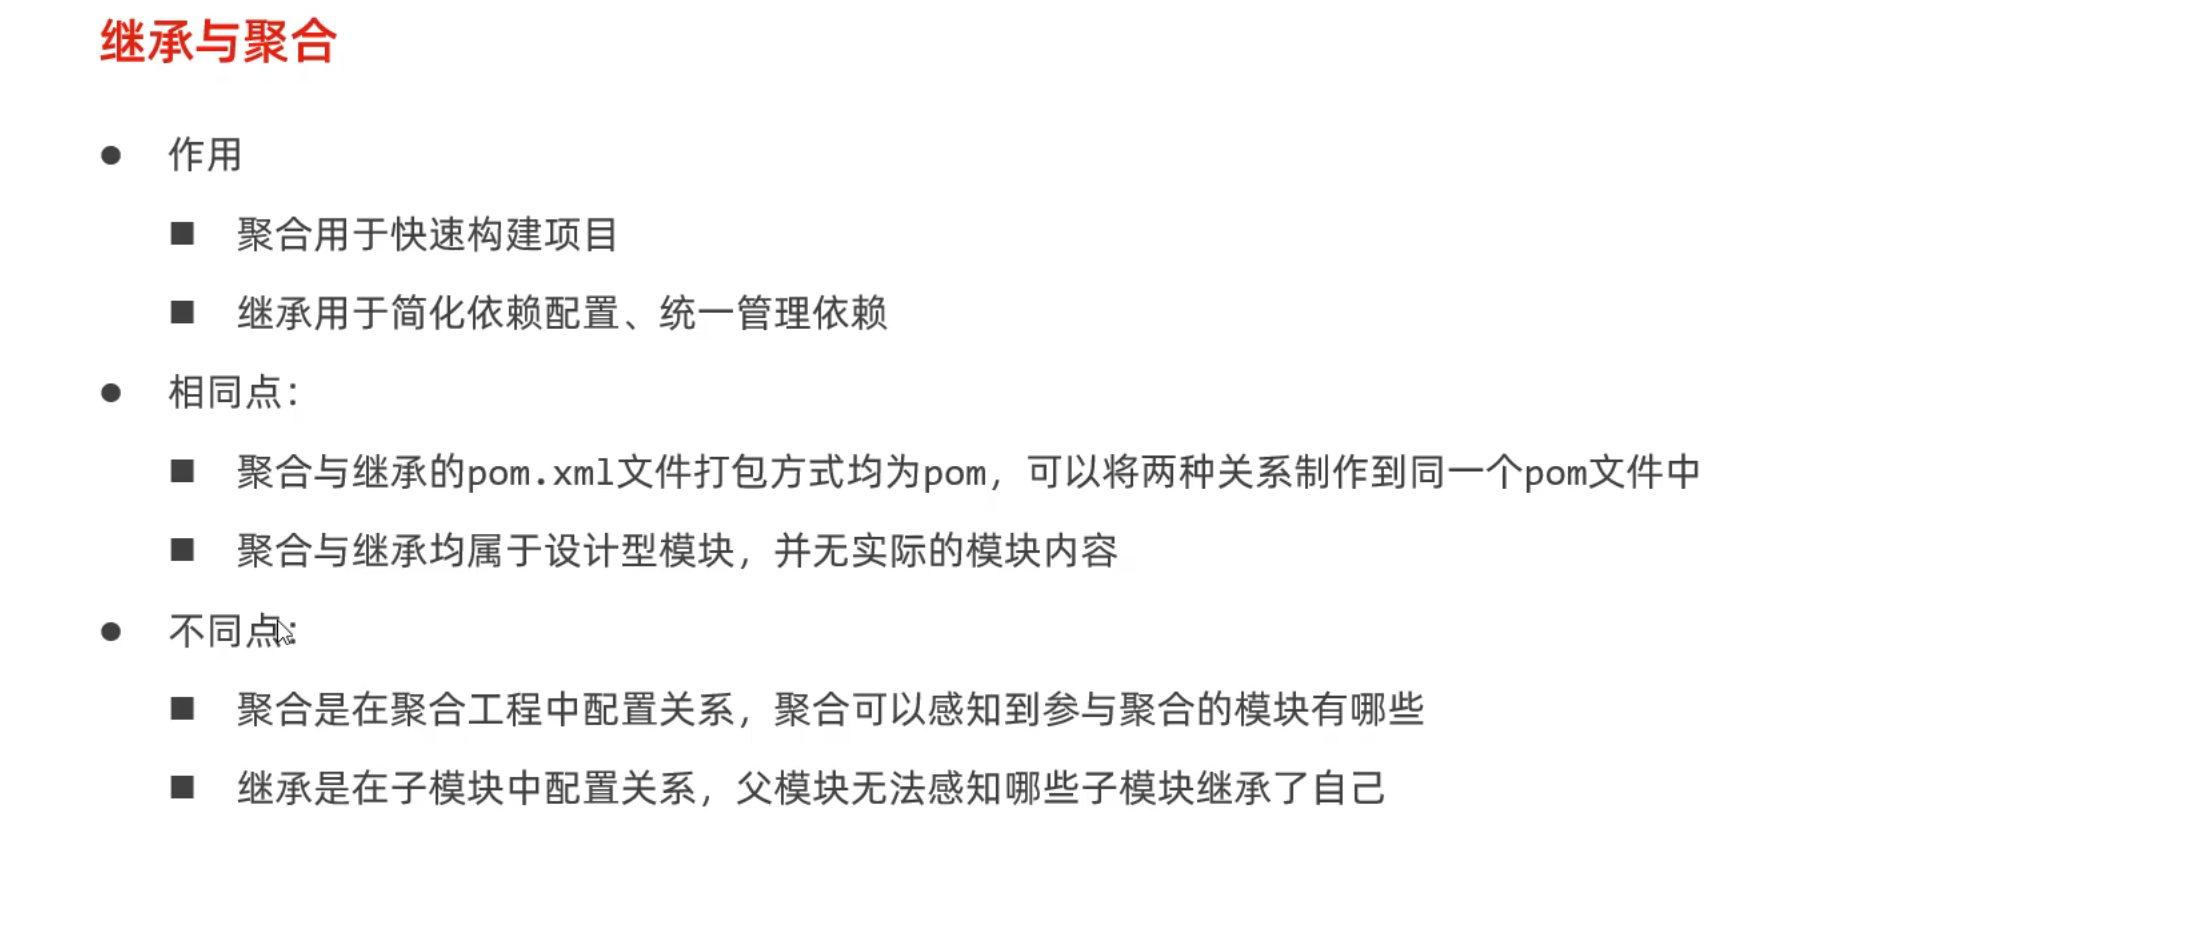 继承与聚合
作用
聚合用于快速构建项目
继承用于简化依赖配置、统一管理依赖
相同点：
聚合与继承的pom.xml文件打包方式均为pom，可以将两种关系制作到同一个pom文件中
聚合与继承均属于设计型模块，并无实际的模块内容
不同点：
聚合是在聚合工程中配置关系，聚合可以感知到参与聚合的模块有哪些
继承是在子模块中配置关系，父模块无法感知哪些子模块继承了自己